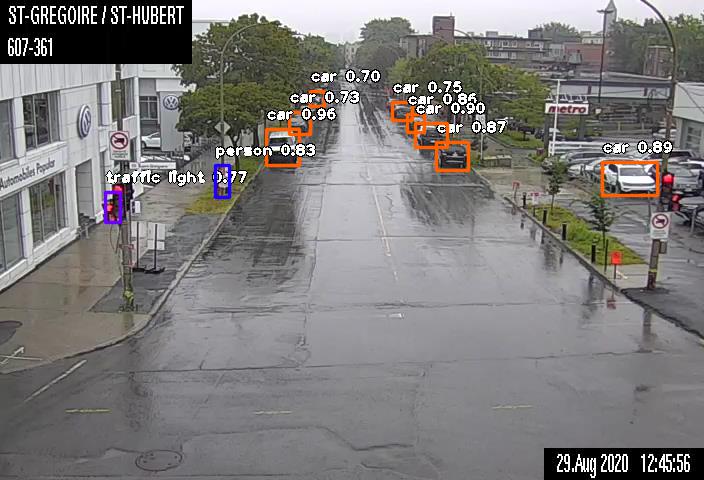 ST-GREGOIRE / ST-HUBERT
607-361
car 0.70
car 0.75
car 0.73
car 0.86
car 0.96
car 0.90
car 0.87
person 0.83
car 0.89
traffic light 0.77
metro
Automobiles Popular
29.Aug 2020 12:45:56